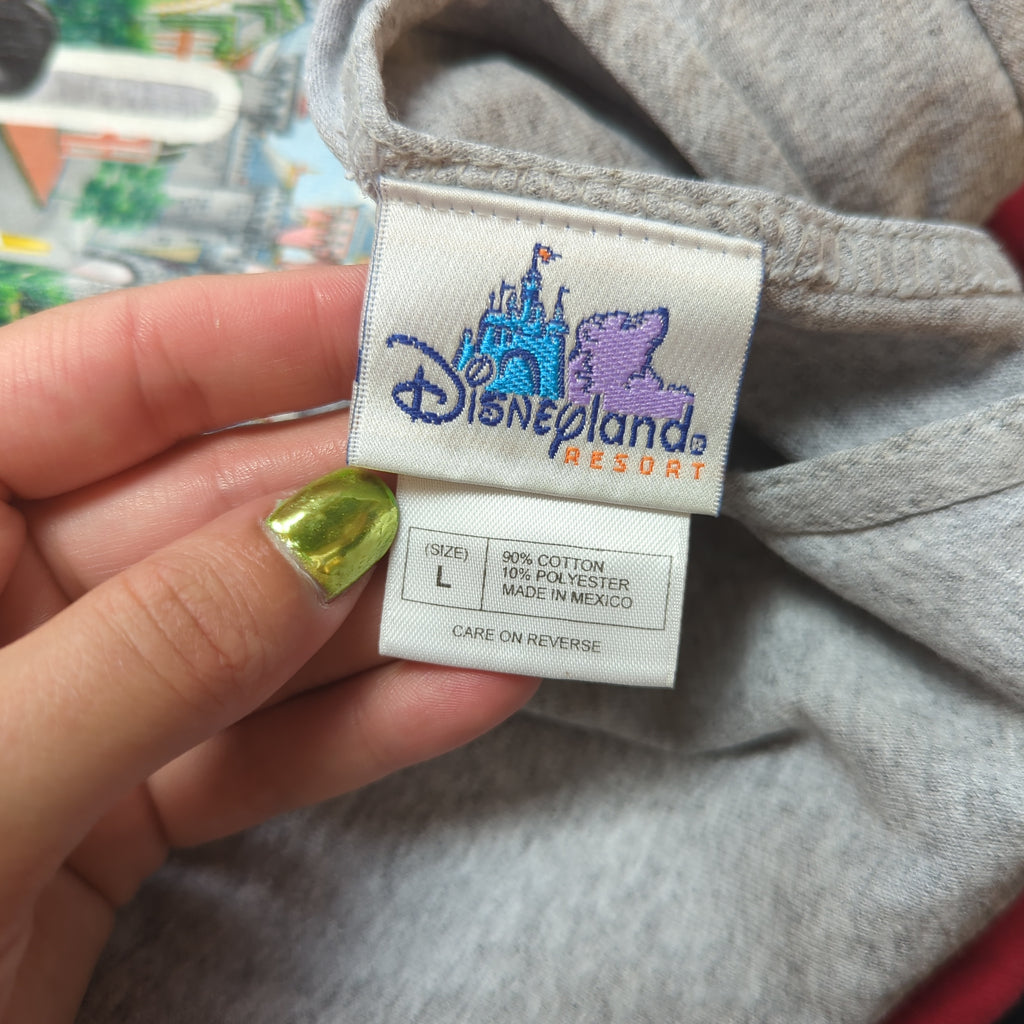 Disneyland®
RESORT
(SIZE)
L
90% COTTON
10% POLYESTER
MADE IN MEXICO
CARE ON REVERSE